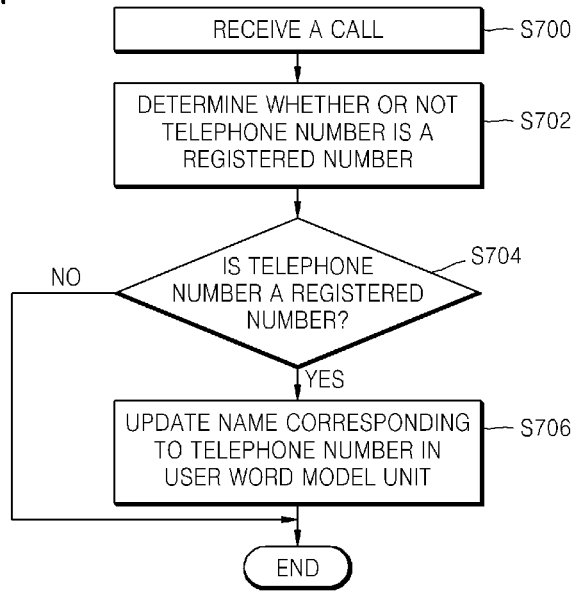 RECEIVE A CALL
S700
DETERMINE WHETHER OR NOT
TELEPHONE NUMBER IS A
REGISTERED NUMBER
S702
IS TELEPHONE
NUMBER A REGISTERED
NUMBER?
S704
NO
YES
UPDATE NAME CORRESPONDING
TO TELEPHONE NUMBER IN
USER WORD MODEL UNIT
S706
END